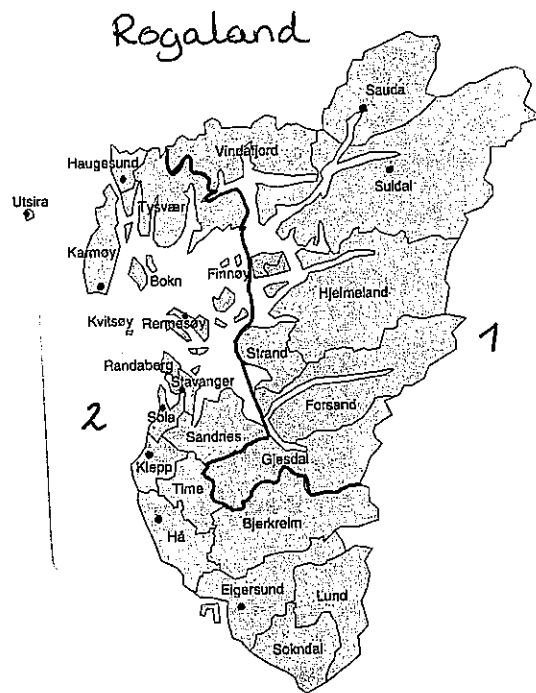 Rogaland
Sauda
Vindafjord
Haugesund
Suldal
Utsira
Tysvær
Karmøy
Bokn
Finnøy
Hjelmeland
Kvitsøy
Rennesøy
Strand
1
Randaberg
Stavanger
2
Sola
Forsand
Sandnes
Klepp
Gjesdal
Time
Hå
Bjerkreim
Eigersund
Lund
Sokndal